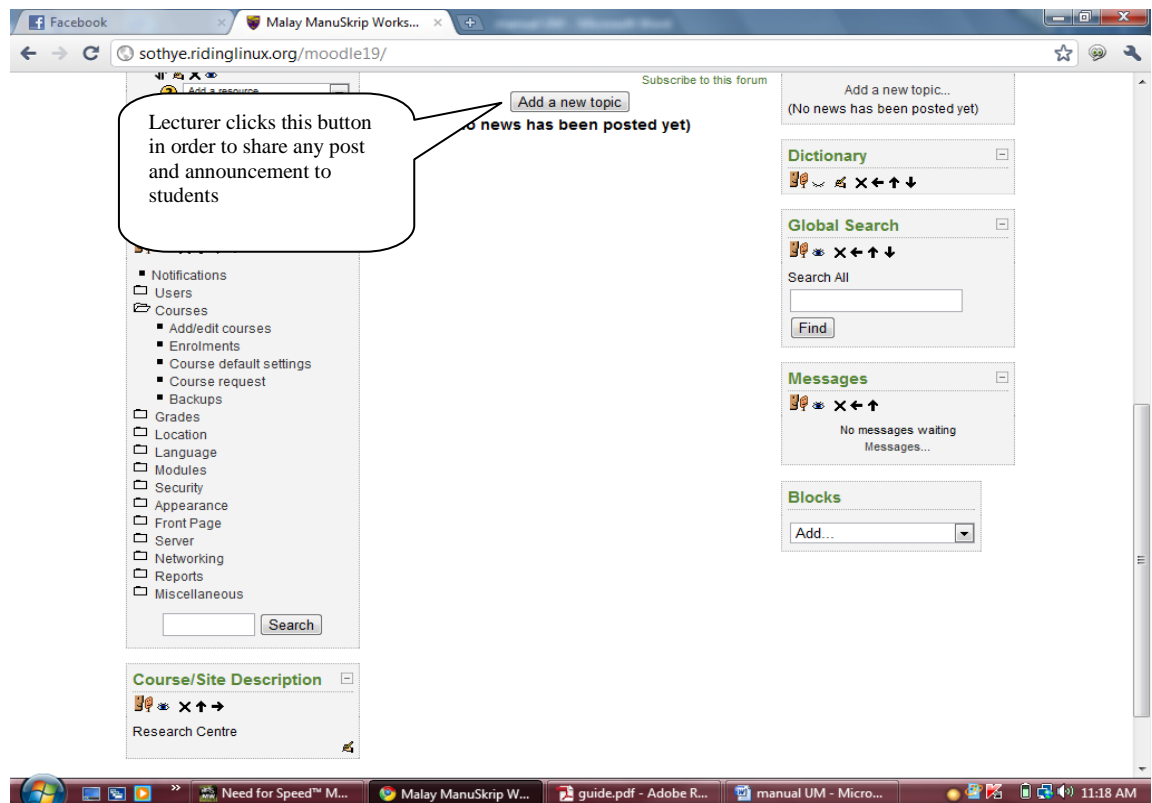 Facebook
Malay ManuSkrip Works...
sothye.ridinglinux.org/moodle19/
Add a resource
Lecturer clicks this button
in order to share any post
and announcement to
students
Notifications
Users
Courses
Add/edit courses
Enrolments
Course default settings
Course request
Backups
Grades
Location
Language
Modules
Security
Appearance
Front Page
Server
Networking
Reports
Miscellaneous
Search
Course/Site Description
Research Centre
Subscribe to this forum
Add a new topic
o news has been posted yet)
Add a new topic...
(No news has been posted yet)
Dictionary
Global Search
Search All
Find
Messages
No messages waiting
Messages...
Blocks
Add...
Need for Speed™ M...
Malay ManuSkrip W...
guide.pdf - Adobe R...
manual UM - Micro...
11:18 AM